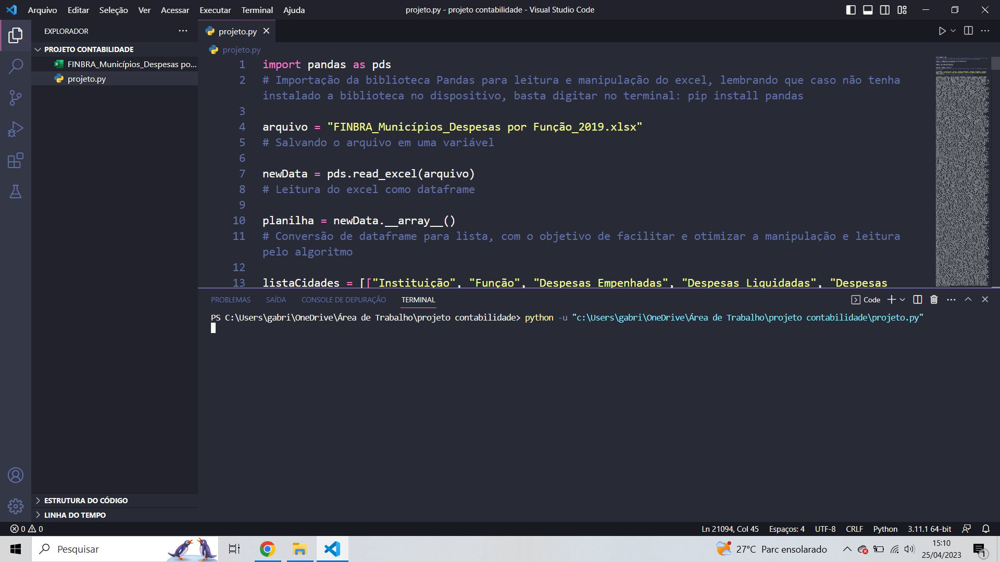 Arquivo Editar Seleção Ver Acessar Executar Terminal Ajuda
projeto.py - projeto contabilidade - Visual Studio Code
EXPLORADOR
PROJETO CONTABILIDADE
FINBRA_Municípios_Despesas po...
projeto.py
ESTRUTURA DO CÓDIGO
LINHA DO TEMPO
projeto.py
projeto.py
1 import pandas as pds
2 # Importação da biblioteca Pandas para leitura e manipulação do excel, lembrando que caso não tenha
instalado a biblioteca no dispositivo, basta digitar no terminal: pip install pandas
3
4 arquivo = "FINBRA_Municípios_Despesas por Função_2019.xlsx"
5 # Salvando o arquivo em uma variável
6
7 newData = pds.read_excel(arquivo)
8 # Leitura do excel como dataframe
9
10 planilha = newData.__array__()
11 # Conversão de dataframe para lista, com o objetivo de facilitar e otimizar a manipulação e leitura
pelo algoritmo
12
13 listaCidades = [["Instituição", "Função", "Despesas Empenhadas", "Despesas Liquidadas", "Despesas
PROBLEMAS SAÍDA CONSOLE DE DEPURAÇÃO TERMINAL
Code
PS C:\Users\gabri\OneDrive\Área de Trabalho\projeto contabilidade> python -u "c:\Users\gabri\OneDrive\Área de Trabalho\projeto contabilidade\projeto.py"
0 0
Ln 21094, Col 45 Espaços: 4 UTF-8 CRLF Python 3.11.1 64-bit
Pesquisar
27°C Parc ensolarado
15:10
25/04/2023
1